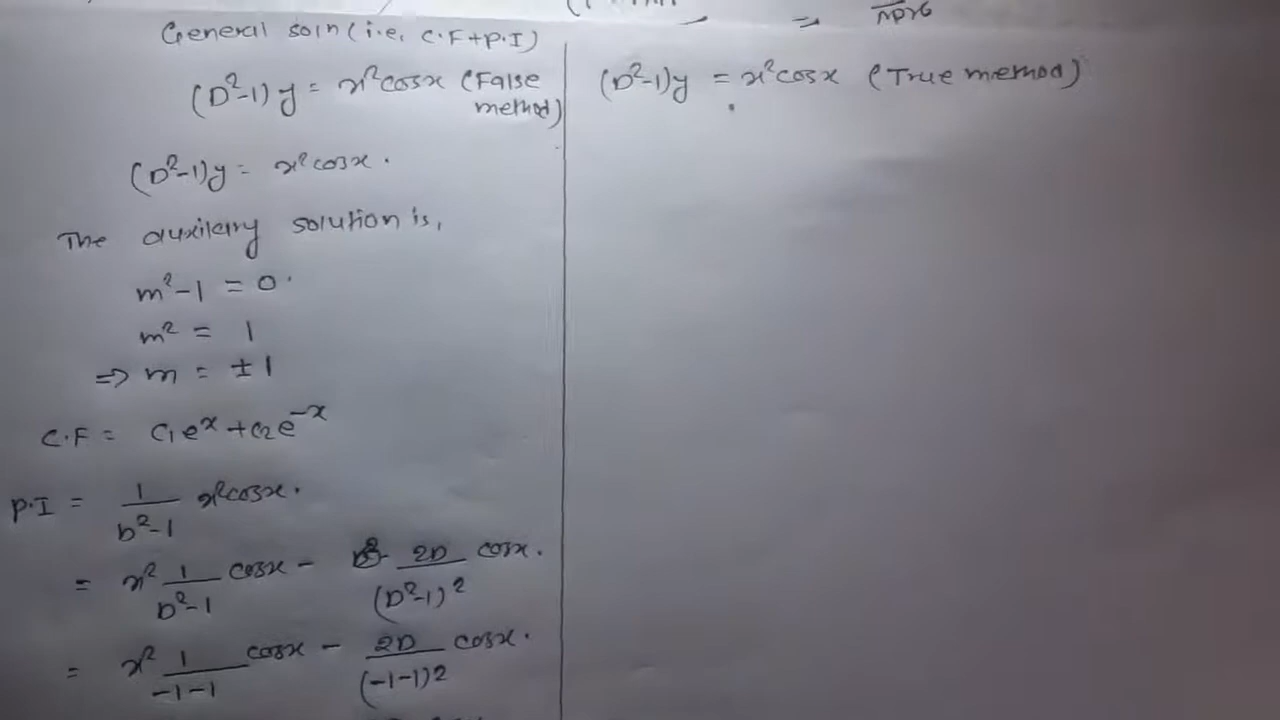 General soln (i.e, C.F+P.I)
(D²-1)y = x²cosx (False method)
(D²-1)y = x²cosx.
The auxilary solution is,
m²-1 = 0.
m² = 1
⇒ m = ±1
C.F = c₁eˣ+c₂e⁻ˣ
P.I = 1/(D²-1) x²cosx.
= x² 1/(D²-1) cosx - 2D/(D²-1)² cosx.
= x² 1/(-1-1) cosx - 2D/(-1-1)2 cosx.
(D²-1)y = x²cosx (True method)